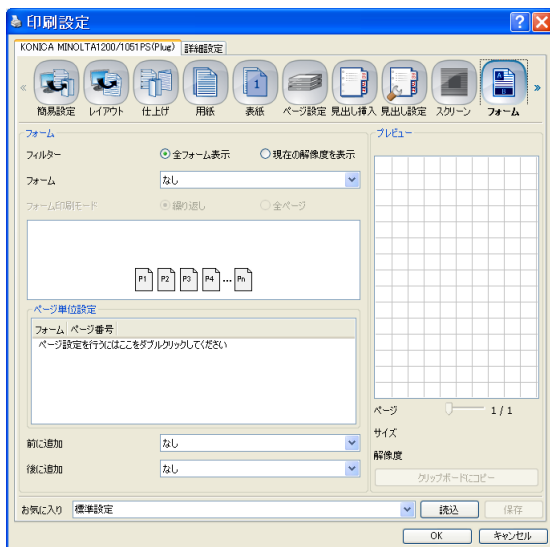 印刷設定
KONICA MINOLTA1200/1051PS(Plug) 詳細設定
簡易設定 レイアウト 仕上げ 用紙 表紙 ページ設定 見出し挿入 見出し設定 スクリーン フォーム
フォーム
フィルター 全フォーム表示 現在の解像度を表示
フォーム なし
フォーム印刷モード 繰り返し 全ページ
P1 P2 P3 P4 ... Pn
ページ単位設定
フォーム ページ番号
ページ設定を行うにはここをダブルクリックしてください
前に追加 なし
後に追加 なし
プレビュー
ページ 1 / 1
サイズ
解像度
クリップボードにコピー
お気に入り 標準設定 読込 保存
OK キャンセル